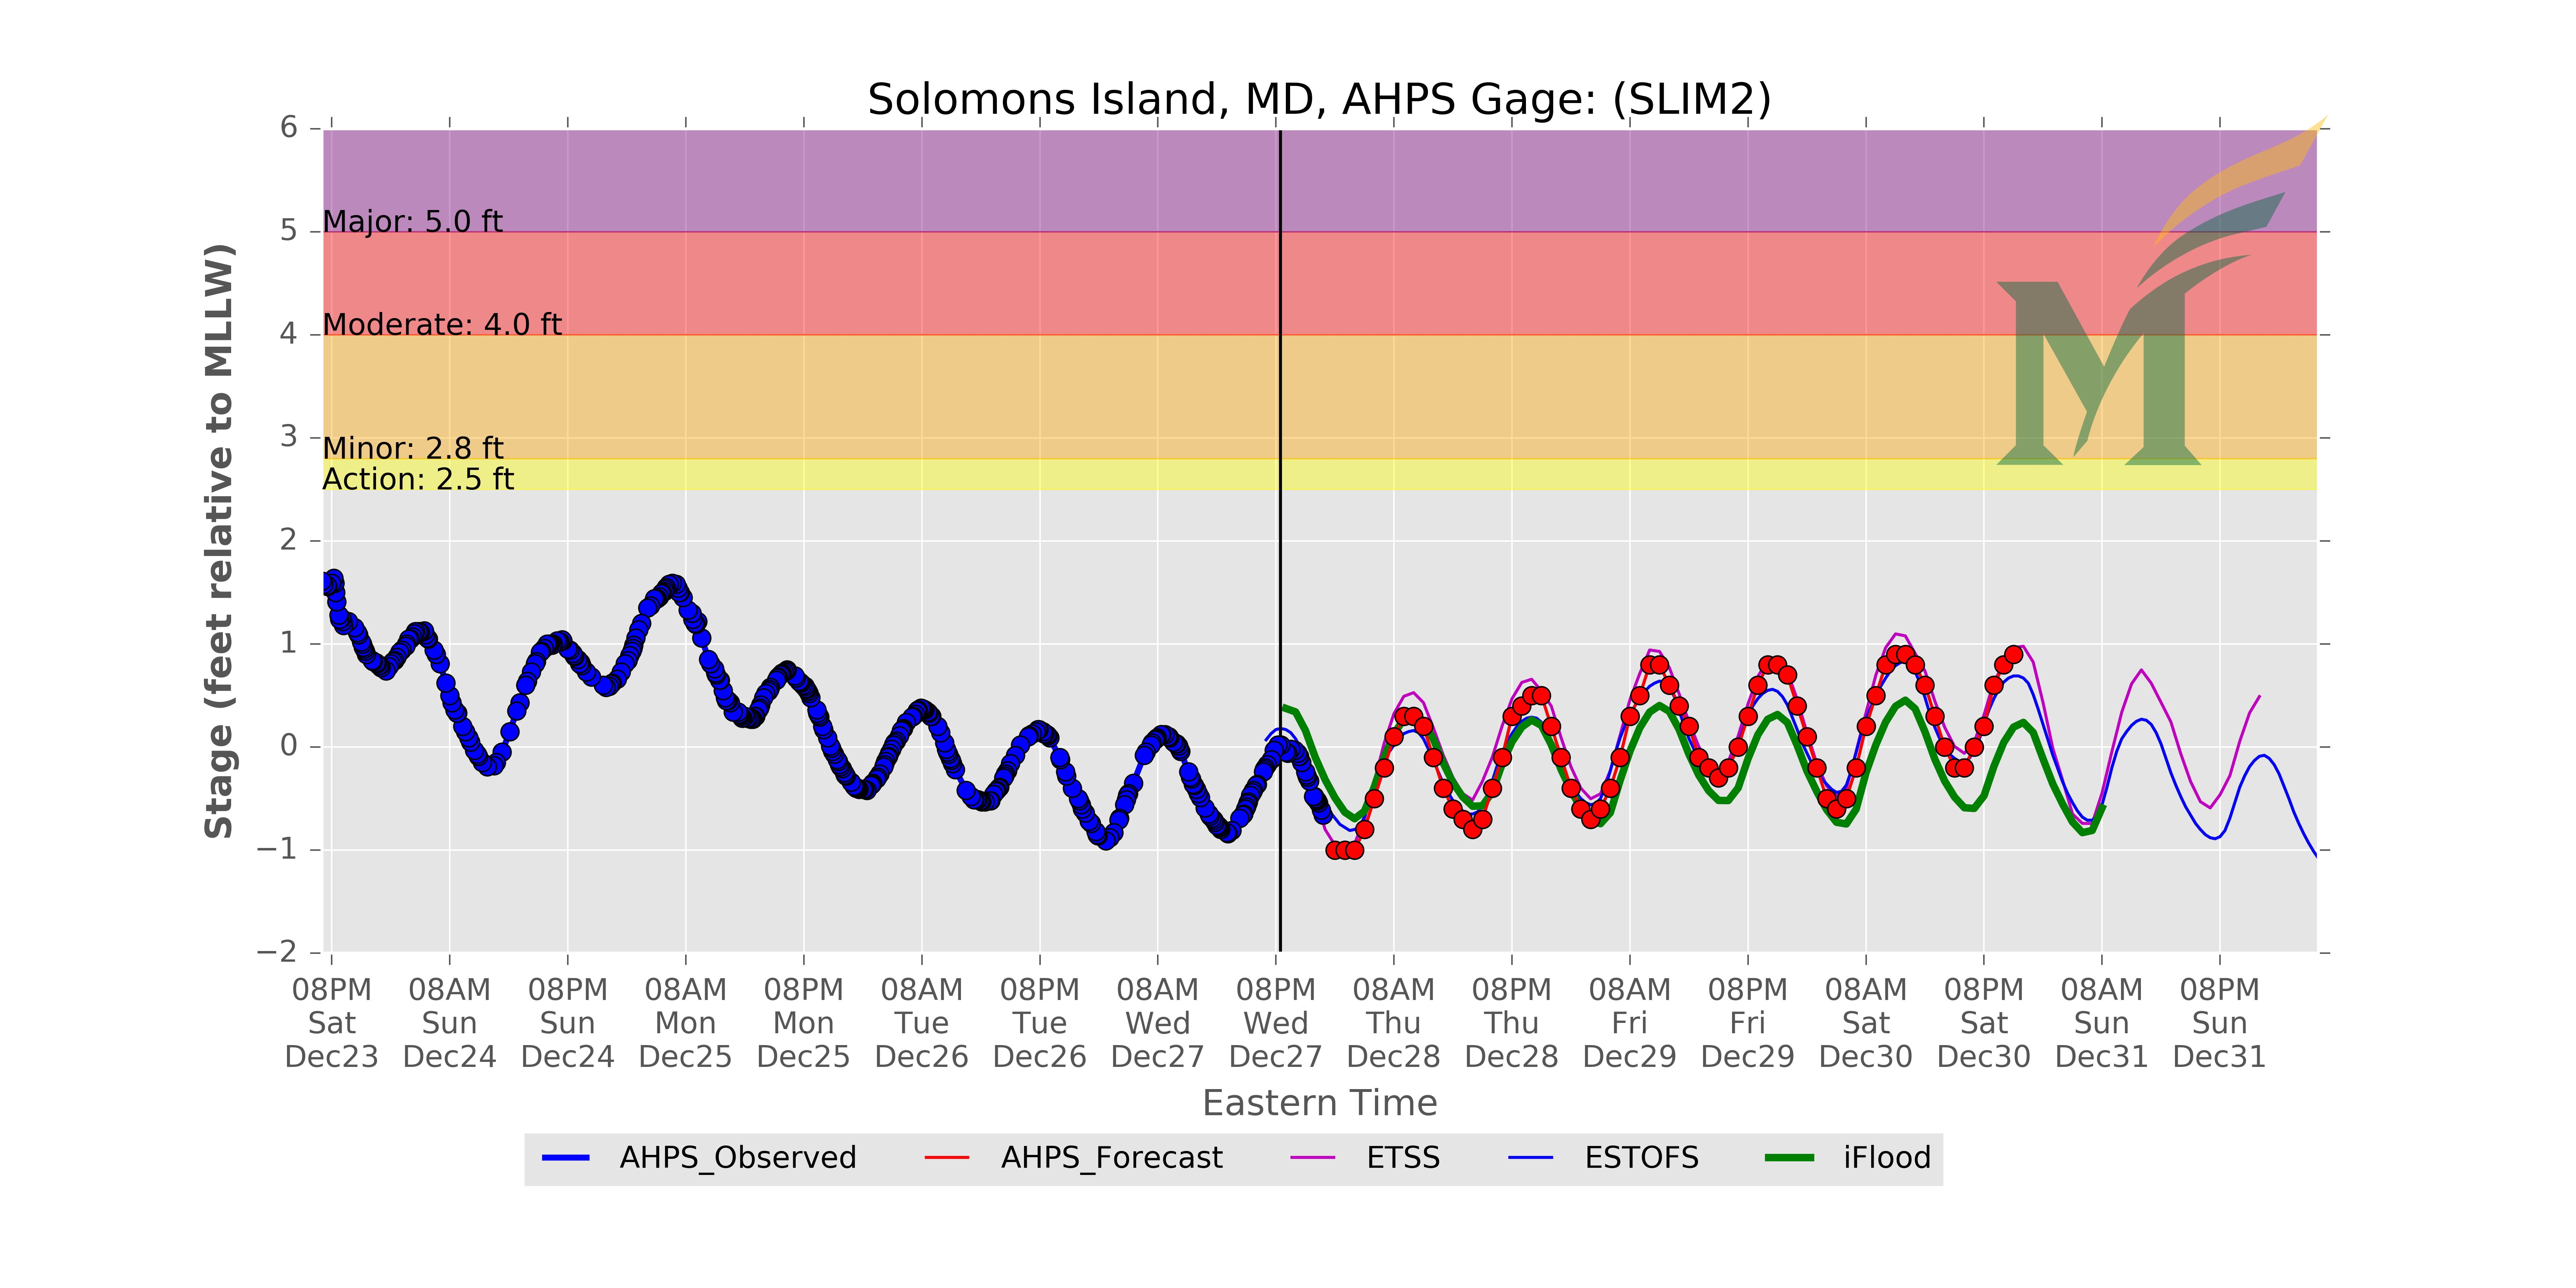 Solomons Island, MD, AHPS Gage: (SLIM2)
Stage (feet relative to MLLW)
6
5
4
3
2
1
0
−1
−2
Major: 5.0 ft
Moderate: 4.0 ft
Minor: 2.8 ft
Action: 2.5 ft
M
08PM 08AM 08PM 08AM 08PM 08AM 08PM 08AM 08PM 08AM 08PM 08AM 08PM 08AM 08PM 08AM 08PM
Sat Sun Sun Mon Mon Tue Tue Wed Wed Thu Thu Fri Fri Sat Sat Sun Sun
Dec23 Dec24 Dec24 Dec25 Dec25 Dec26 Dec26 Dec27 Dec27 Dec28 Dec28 Dec29 Dec29 Dec30 Dec30 Dec31 Dec31
Eastern Time
AHPS_Observed AHPS_Forecast ETSS ESTOFS iFlood